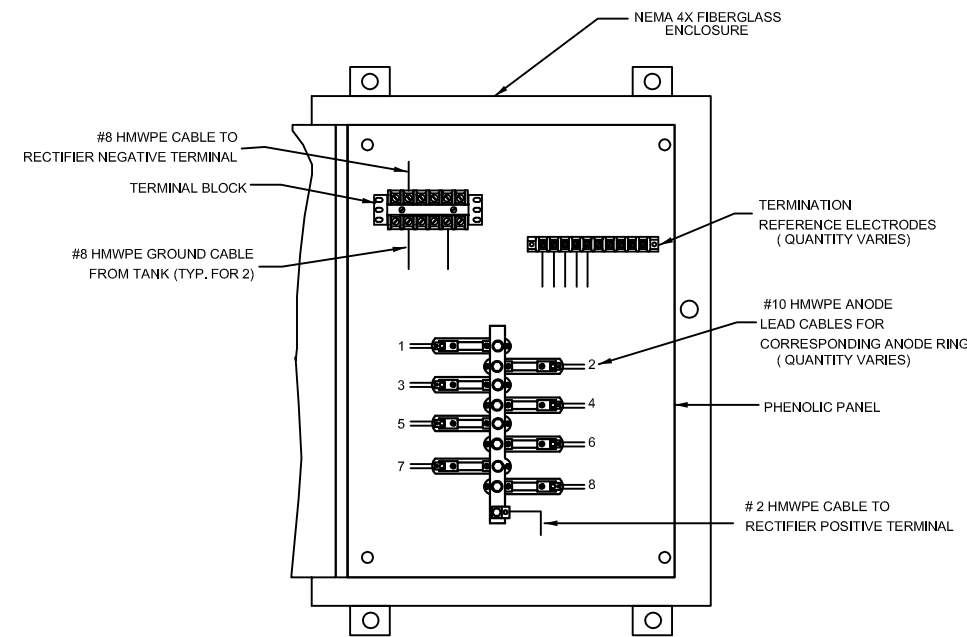 NEMA 4X FIBERGLASS
ENCLOSURE
#8 HMWPE CABLE TO
RECTIFIER NEGATIVE TERMINAL
TERMINAL BLOCK
#8 HMWPE GROUND CABLE
FROM TANK (TYP. FOR 2)
TERMINATION
REFERENCE ELECTRODES
( QUANTITY VARIES)
#10 HMWPE ANODE
LEAD CABLES FOR
CORRESPONDING ANODE RING
( QUANTITY VARIES)
1
2
3
4
5
6
7
8
PHENOLIC PANEL
# 2 HMWPE CABLE TO
RECTIFIER POSITIVE TERMINAL